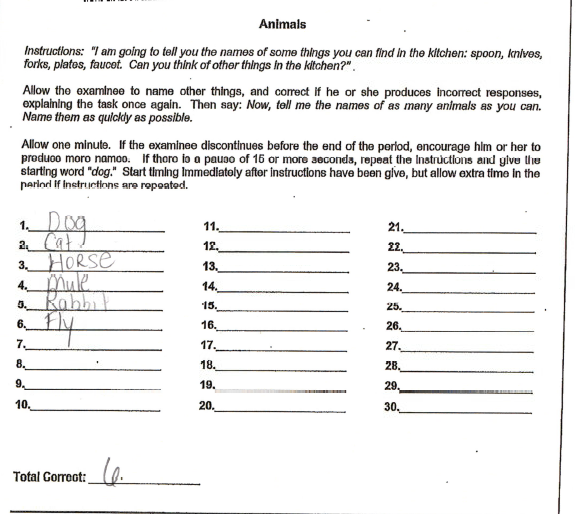 Animals
Instructions: "I am going to tell you the names of some things you can find in the kitchen: spoon, knives,
forks, plates, faucet. Can you think of other things in the kitchen?".
Allow the examinee to name other things, and correct if he or she produces incorrect responses,
explaining the task once again. Then say: Now, tell me the names of as many animals as you can.
Name them as quickly as possible.
Allow one minute. If the examinee discontinues before the end of the period, encourage him or her to
produce more names. If there is a pause of 15 or more seconds, repeat the instructions and give the
starting word "dog." Start timing immediately after instructions have been give, but allow extra time in the
period if instructions are repeated.
1. Dog 11. 21.
2. Cat 12. 22.
3. HORSE 13. 23.
4. Mule 14. 24.
5. Rabbit 15. 25.
6. Fly 16. 26.
7. 17. 27.
8. 18. 28.
9. 19. 29.
10. 20. 30.
Total Correct: 6.